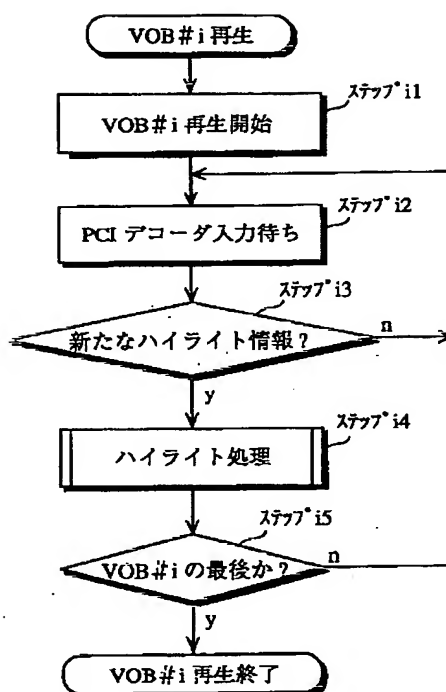 VOB#i 再生
ステップi1
VOB#i 再生開始
ステップi2
PCI デコーダ入力待ち
ステップi3
新たなハイライト情報?
n
y
ステップi4
ハイライト処理
ステップi5
VOB#i の最後か?
n
y
VOB#i 再生終了